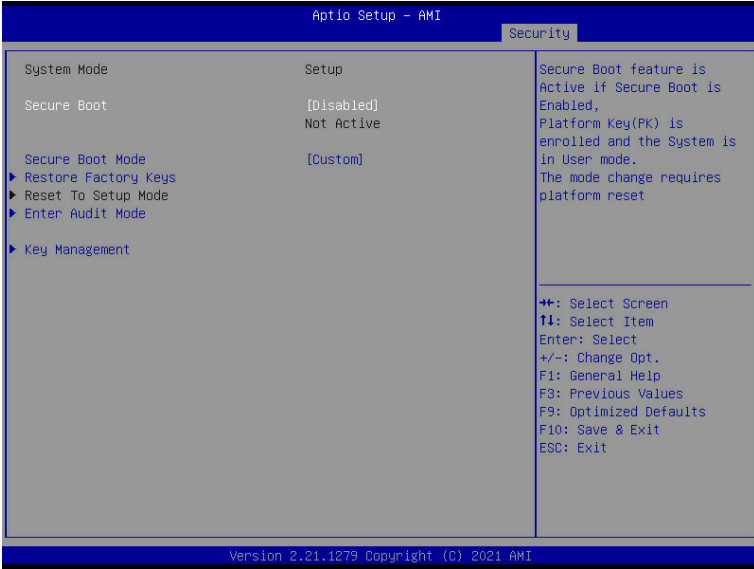 Aptio Setup - AMI
Security
System Mode Setup
Secure Boot [Disabled]
Not Active
Secure Boot Mode [Custom]
▶ Restore Factory Keys
▶ Reset To Setup Mode
▶ Enter Audit Mode
▶ Key Management
Secure Boot feature is
Active if Secure Boot is
Enabled,
Platform Key(PK) is
enrolled and the System is
in User mode.
The mode change requires
platform reset
→←: Select Screen
↑↓: Select Item
Enter: Select
+/-: Change Opt.
F1: General Help
F3: Previous Values
F9: Optimized Defaults
F10: Save & Exit
ESC: Exit
Version 2.21.1279 Copyright (C) 2021 AMI